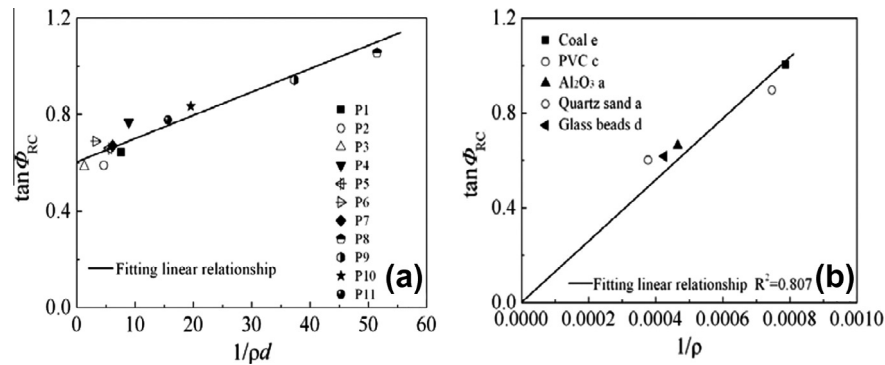 1.2
0.8
0.4
0.0
tanΦRC
P1
P2
P3
P4
P5
P6
P7
P8
P9
P10
P11
Fitting linear relationship
(a)
0 10 20 30 40 50 60
1/ρd
1.2
0.8
0.4
0.0
tanΦRC
Coal e
PVC c
Al2O3 a
Quartz sand a
Glass beads d
Fitting linear relationship R²=0.807
(b)
0.0000 0.0002 0.0004 0.0006 0.0008 0.0010
1/ρ